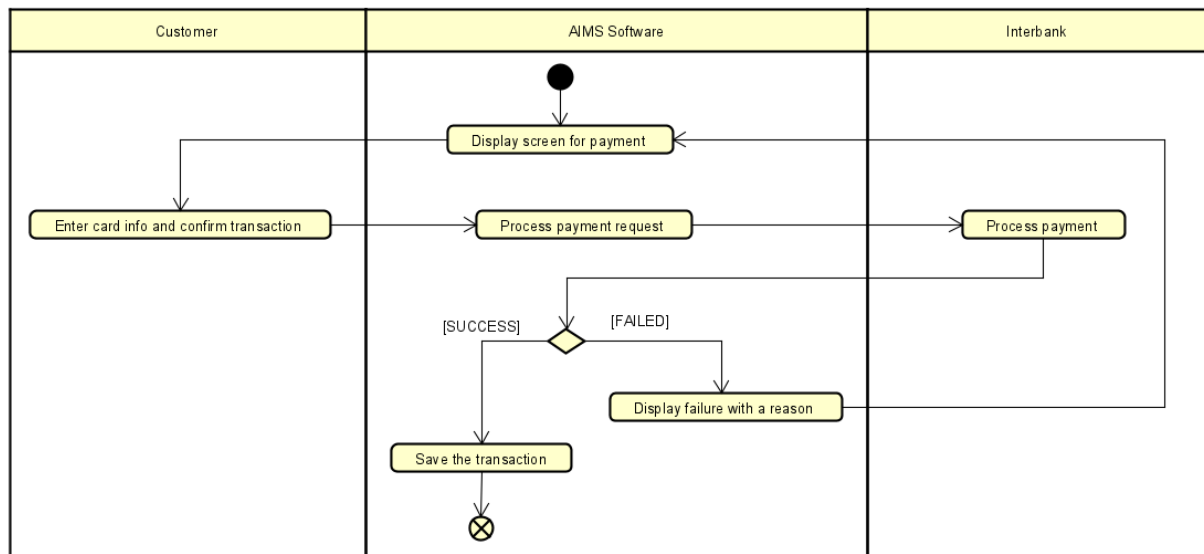 Customer
AIMS Software
Interbank
Display screen for payment
Enter card info and confirm transaction
Process payment request
Process payment
[SUCCESS]
[FAILED]
Display failure with a reason
Save the transaction